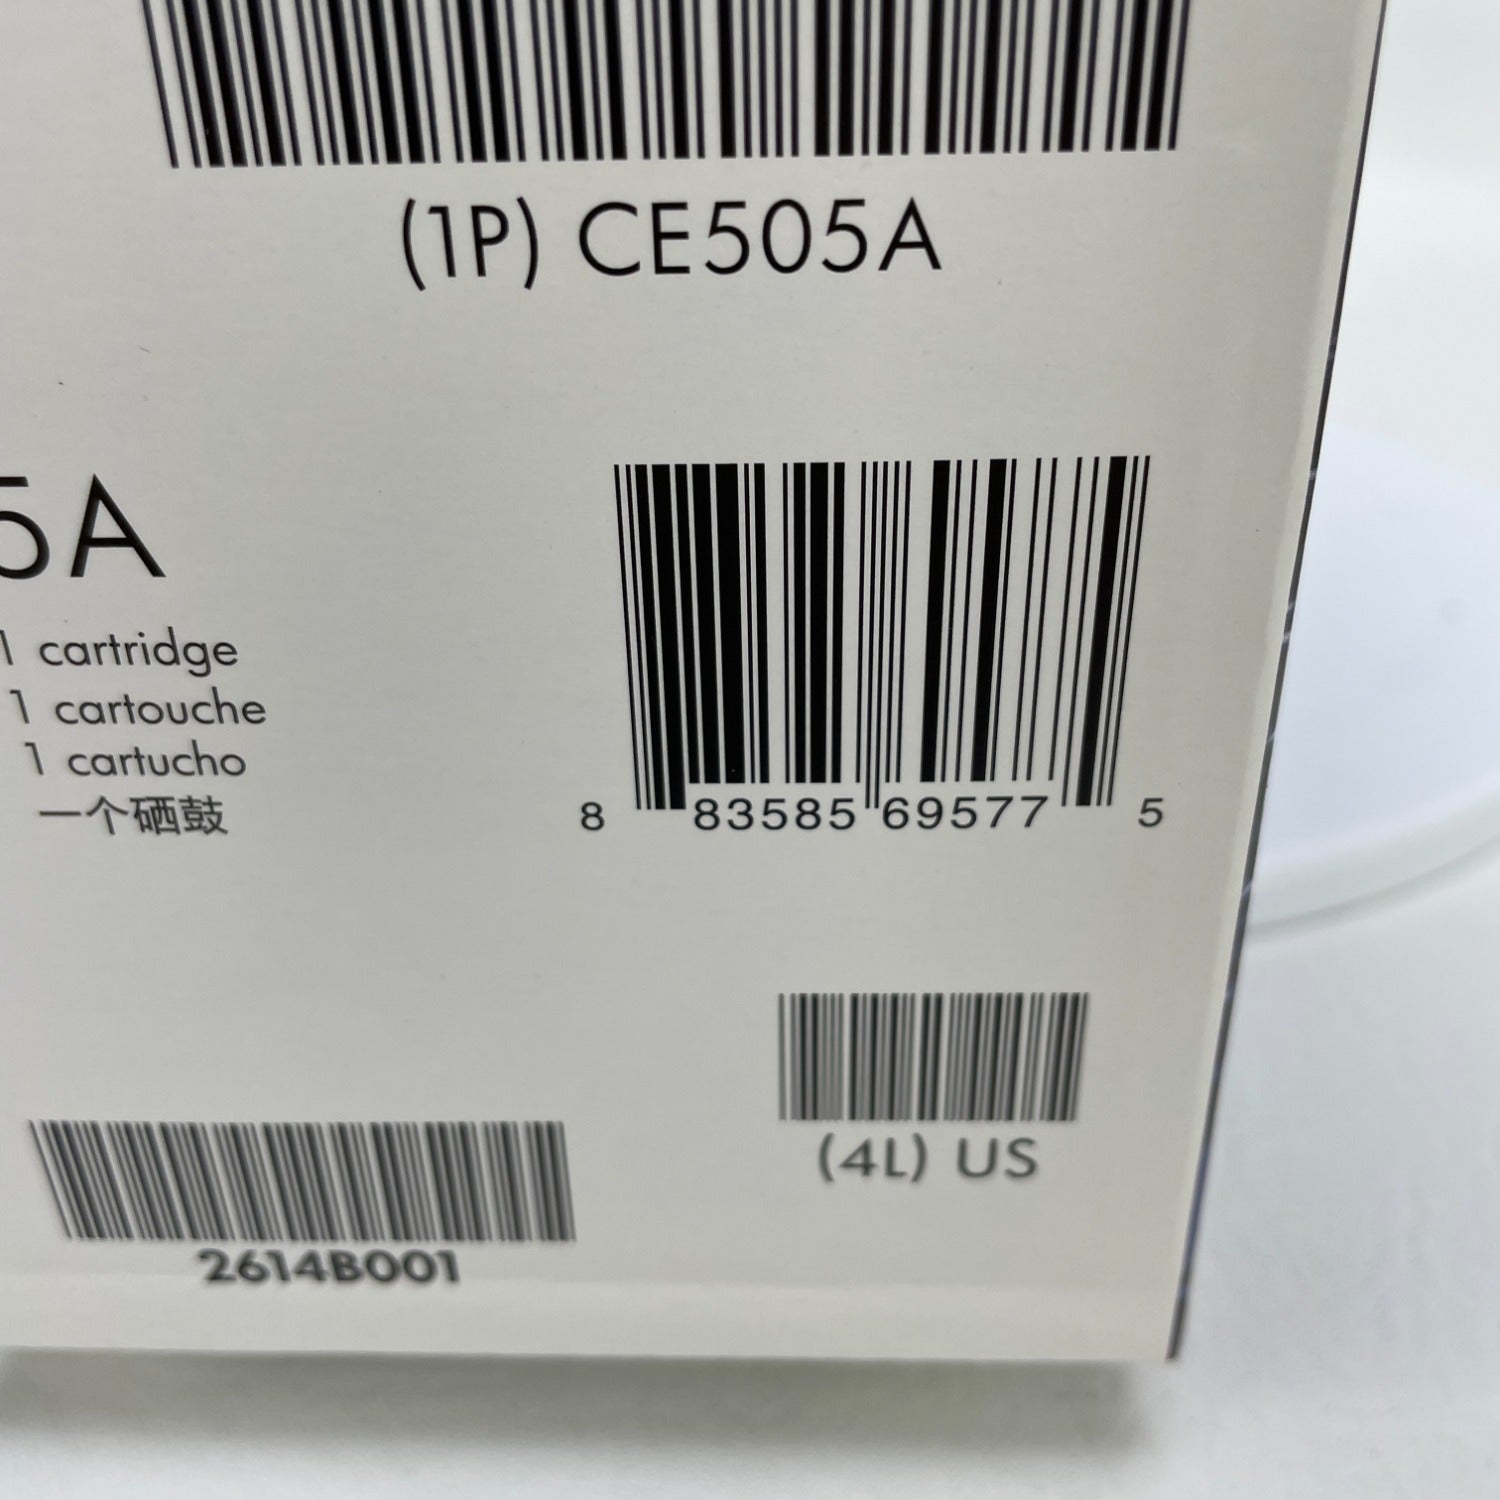 (1P) CE505A
5A
1 cartridge
1 cartouche
1 cartucho
一个硒鼓
8 83585 69577 5
(4L) US
2614B001